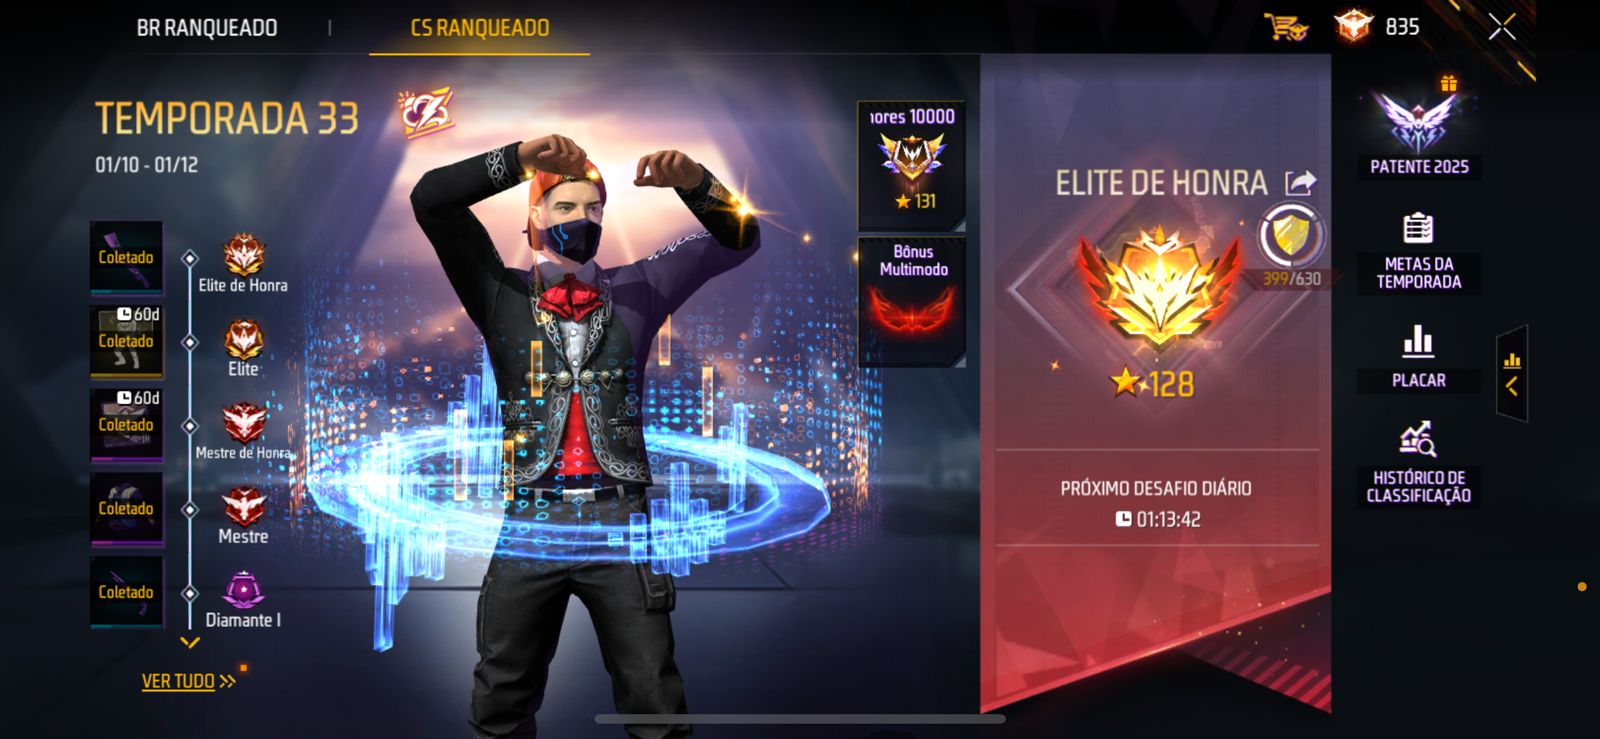 BR RANQUEADO
CS RANQUEADO
835
TEMPORADA 33
01/10 - 01/12
Coletado
Elite de Honra
60d
Coletado
Elite
60d
Coletado
Mestre de Honra
Coletado
Mestre
Coletado
Diamante I
VER TUDO >>
nores 10000
131
Bônus
Multimodo
ELITE DE HONRA
399/630
128
PRÓXIMO DESAFIO DIÁRIO
01:13:42
PATENTE 2025
METAS DA
TEMPORADA
PLACAR
HISTÓRICO DE
CLASSIFICAÇÃO